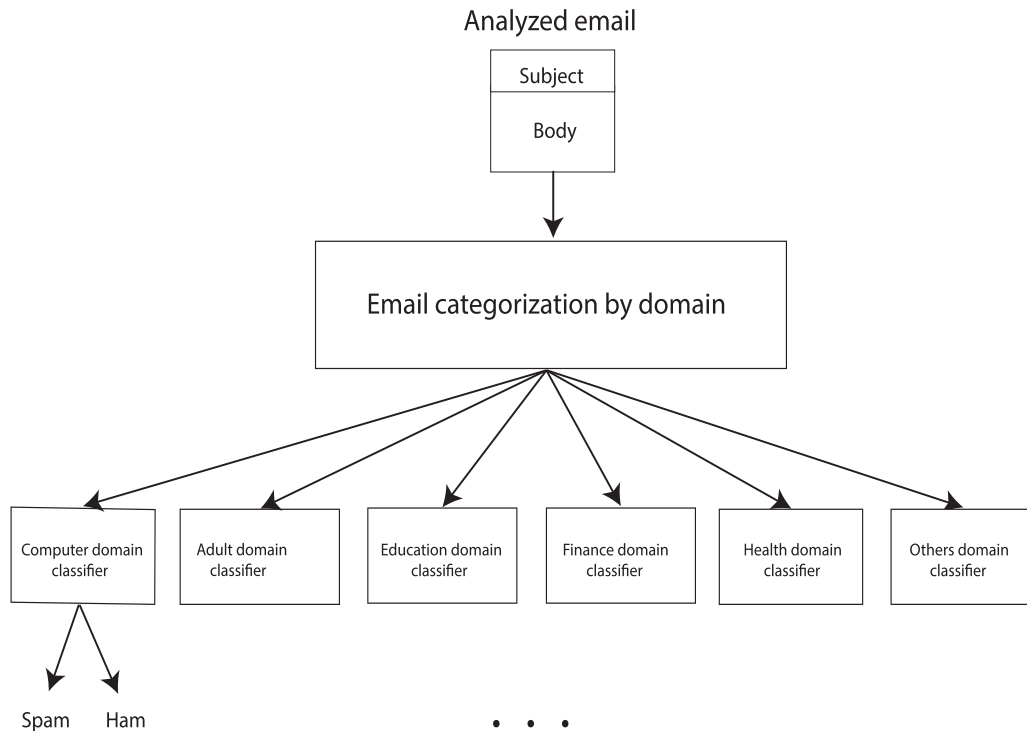 Analyzed email
Subject
Body
Email categorization by domain
Computer domain
classifier
Adult domain
classifier
Education domain
classifier
Finance domain
classifier
Health domain
classifier
Others domain
classifier
Spam Ham
. . .